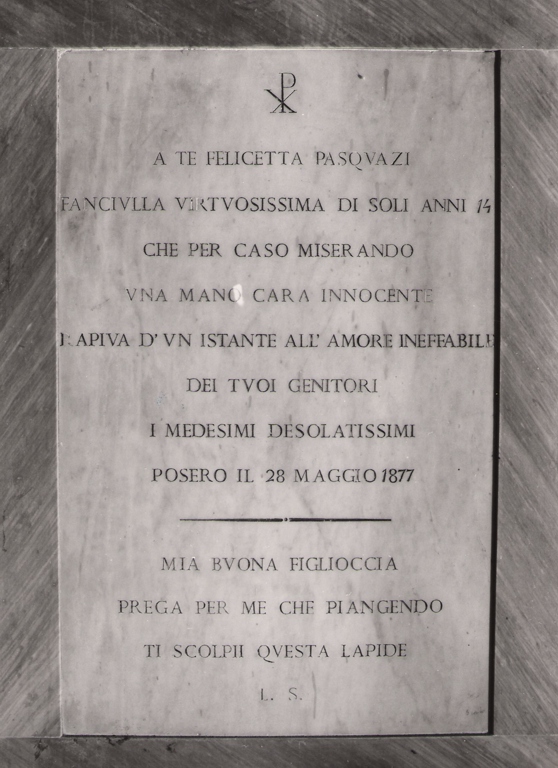 A TE FELICETTA PASQVAZI
FANCIVLLA VIRTVOSISSIMA DI SOLI ANNI 14
CHE PER CASO MISERANDO
VNA MANO CARA INNOCENTE
RAPIVA D'VN ISTANTE ALL' AMORE INEFFABILE
DEI TVOI GENITORI
I MEDESIMI DESOLATISSIMI
POSERO IL 28 MAGGIO 1877
MIA BVONA FIGLIOCCIA
PREGA PER ME CHE PIANGENDO
TI SCOLPII QVESTA LAPIDE
L. S.